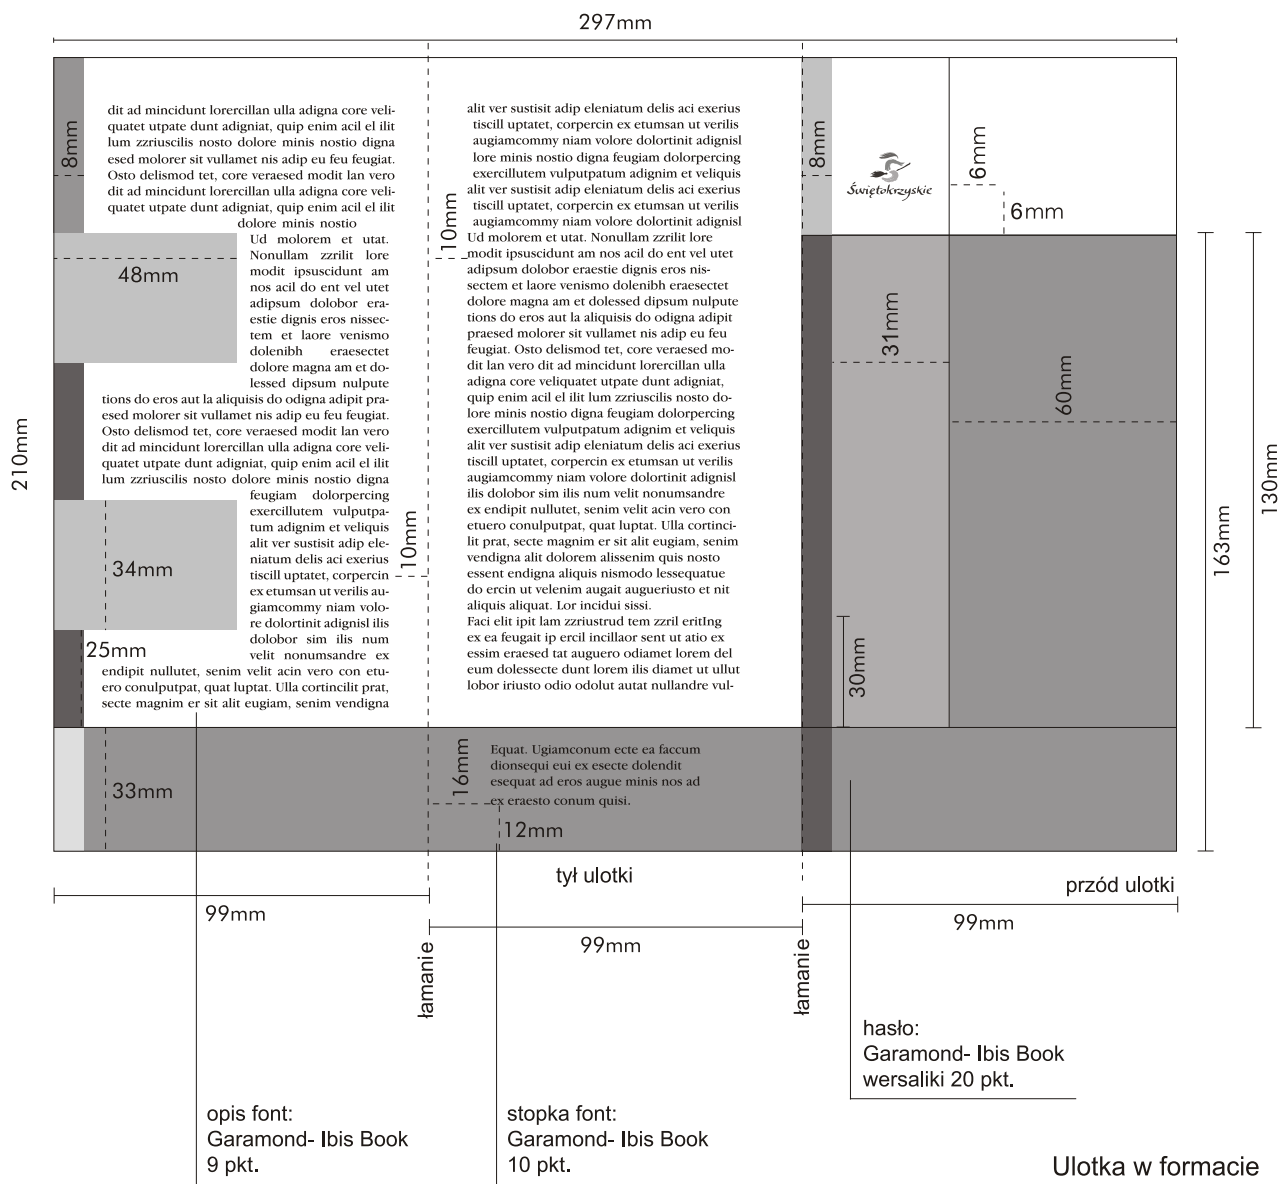 297mm
dit ad mincidunt lorercillan ulla adigna core veli-
quatet utpate dunt adigniat, quip enim acil el ilit
lum zzriuscilis nosto dolore minis nostio digna
esed molorer sit vullamet nis adip eu feu feugiat.
Osto delismod tet, core veraesed modit lan vero
dit ad mincidunt lorercillan ulla adigna core veli-
quatet utpate dunt adigniat, quip enim acil el ilit
dolore minis nostio
Ud molorem et utat.
Nonullam zzrilit lore
modit ipsuscidunt am
nos acil do ent vel utet
adipsum dolobor era-
estie dignis eros nissec-
tem et laore venismo
dolenibh eraesectet
dolore magna am et do-
lessed dipsum nulpute
tions do eros aut la aliquisis do odigna adipit pra-
esed molorer sit vullamet nis adip eu feu feugiat.
Osto delismod tet, core veraesed modit lan vero
dit ad mincidunt lorercillan ulla adigna core veli-
quatet utpate dunt adigniat, quip enim acil el ilit
lum zzriuscilis nosto dolore minis nostio digna
feugiam dolorpercing
exercillutem vulputpa-
tum adignim et veliquis
alit ver sustisit adip ele-
niatum delis aci exerius
tiscill uptatet, corpercin
ex etumsan ut verilis au-
giamcommy niam volo-
re dolortinit adignisl ilis
dolobor sim ilis num
velit nonumsandre ex
endipit nullutet, senim velit acin vero con etu-
ero conulputpat, quat luptat. Ulla cortincilit prat,
secte magnim er sit alit eugiam, senim vendigna
8mm
48mm
34mm
25mm
33mm
210mm
10mm
10mm
alit ver sustisit adip eleniatum delis aci exerius
tiscill uptatet, corpercin ex etumsan ut verilis
augiamcommy niam volore dolortinit adignisl
lore minis nostio digna feugiam dolorpercing
exercillutem vulputpatum adignim et veliquis
alit ver sustisit adip eleniatum delis aci exerius
tiscill uptatet, corpercin ex etumsan ut verilis
augiamcommy niam volore dolortinit adignisl
Ud molorem et utat. Nonullam zzrilit lore
modit ipsuscidunt am nos acil do ent vel utet
adipsum dolobor eraestie dignis eros nis-
sectem et laore venismo dolenibh eraesectet
dolore magna am et dolessed dipsum nulpute
tions do eros aut la aliquisis do odigna adipit
praesed molorer sit vullamet nis adip eu feu
feugiat. Osto delismod tet, core veraesed mo-
dit lan vero dit ad mincidunt lorercillan ulla
adigna core veliquatet utpate dunt adigniat,
quip enim acil el ilit lum zzriuscilis nosto do-
lore minis nostio digna feugiam dolorpercing
exercillutem vulputpatum adignim et veliquis
alit ver sustisit adip eleniatum delis aci exerius
tiscill uptatet, corpercin ex etumsan ut verilis
augiamcommy niam volore dolortinit adignisl
ilis dolobor sim ilis num velit nonumsandre
ex endipit nullutet, senim velit acin vero con
etuero conulputpat, quat luptat. Ulla cortinci-
lit prat, secte magnim er sit alit eugiam, senim
vendigna alit dolorem alissenim quis nosto
essent endigna aliquis nismodo lessequatue
do ercin ut velenim augait augueriusto et nit
aliquis aliquat. Lor incidui sissi.
Faci elit ipit lam zzriustrud tem zzril eritIng
ex ea feugait ip ercil incillaor sent ut atio ex
essim eraesed tat auguero odiamet lorem del
eum dolessecte dunt lorem ilis diamet ut ullut
lobor iriusto odio odolut autat nullandre vul-
Equat. Ugiamconum ecte ea faccum
dionsequi eui ex esecte dolendit
esequat ad eros augue minis nos ad
ex eraesto conum quisi.
16mm
12mm
8mm
Świętokrzyskie
6mm
6mm
31mm
60mm
30mm
163mm
130mm
tył ulotki
przód ulotki
99mm
99mm
99mm
łamanie
łamanie
hasło:
Garamond- Ibis Book
wersaliki 20 pkt.
opis font:
Garamond- Ibis Book
9 pkt.
stopka font:
Garamond- Ibis Book
10 pkt.
Ulotka w formacie